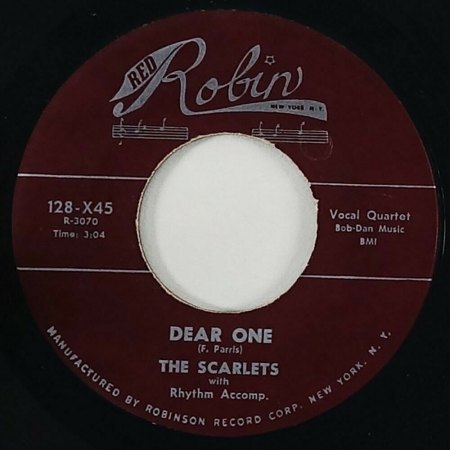 RED
Robin
NEW YORK N.Y.
128-X45
R-3070
Time: 3:04
Vocal Quartet
Bob-Dan Music
BMI
DEAR ONE
(F. Parris)
THE SCARLETS
with
Rhythm Accomp.
MANUFACTURED BY ROBINSON RECORD CORP. NEW YORK, N.Y.